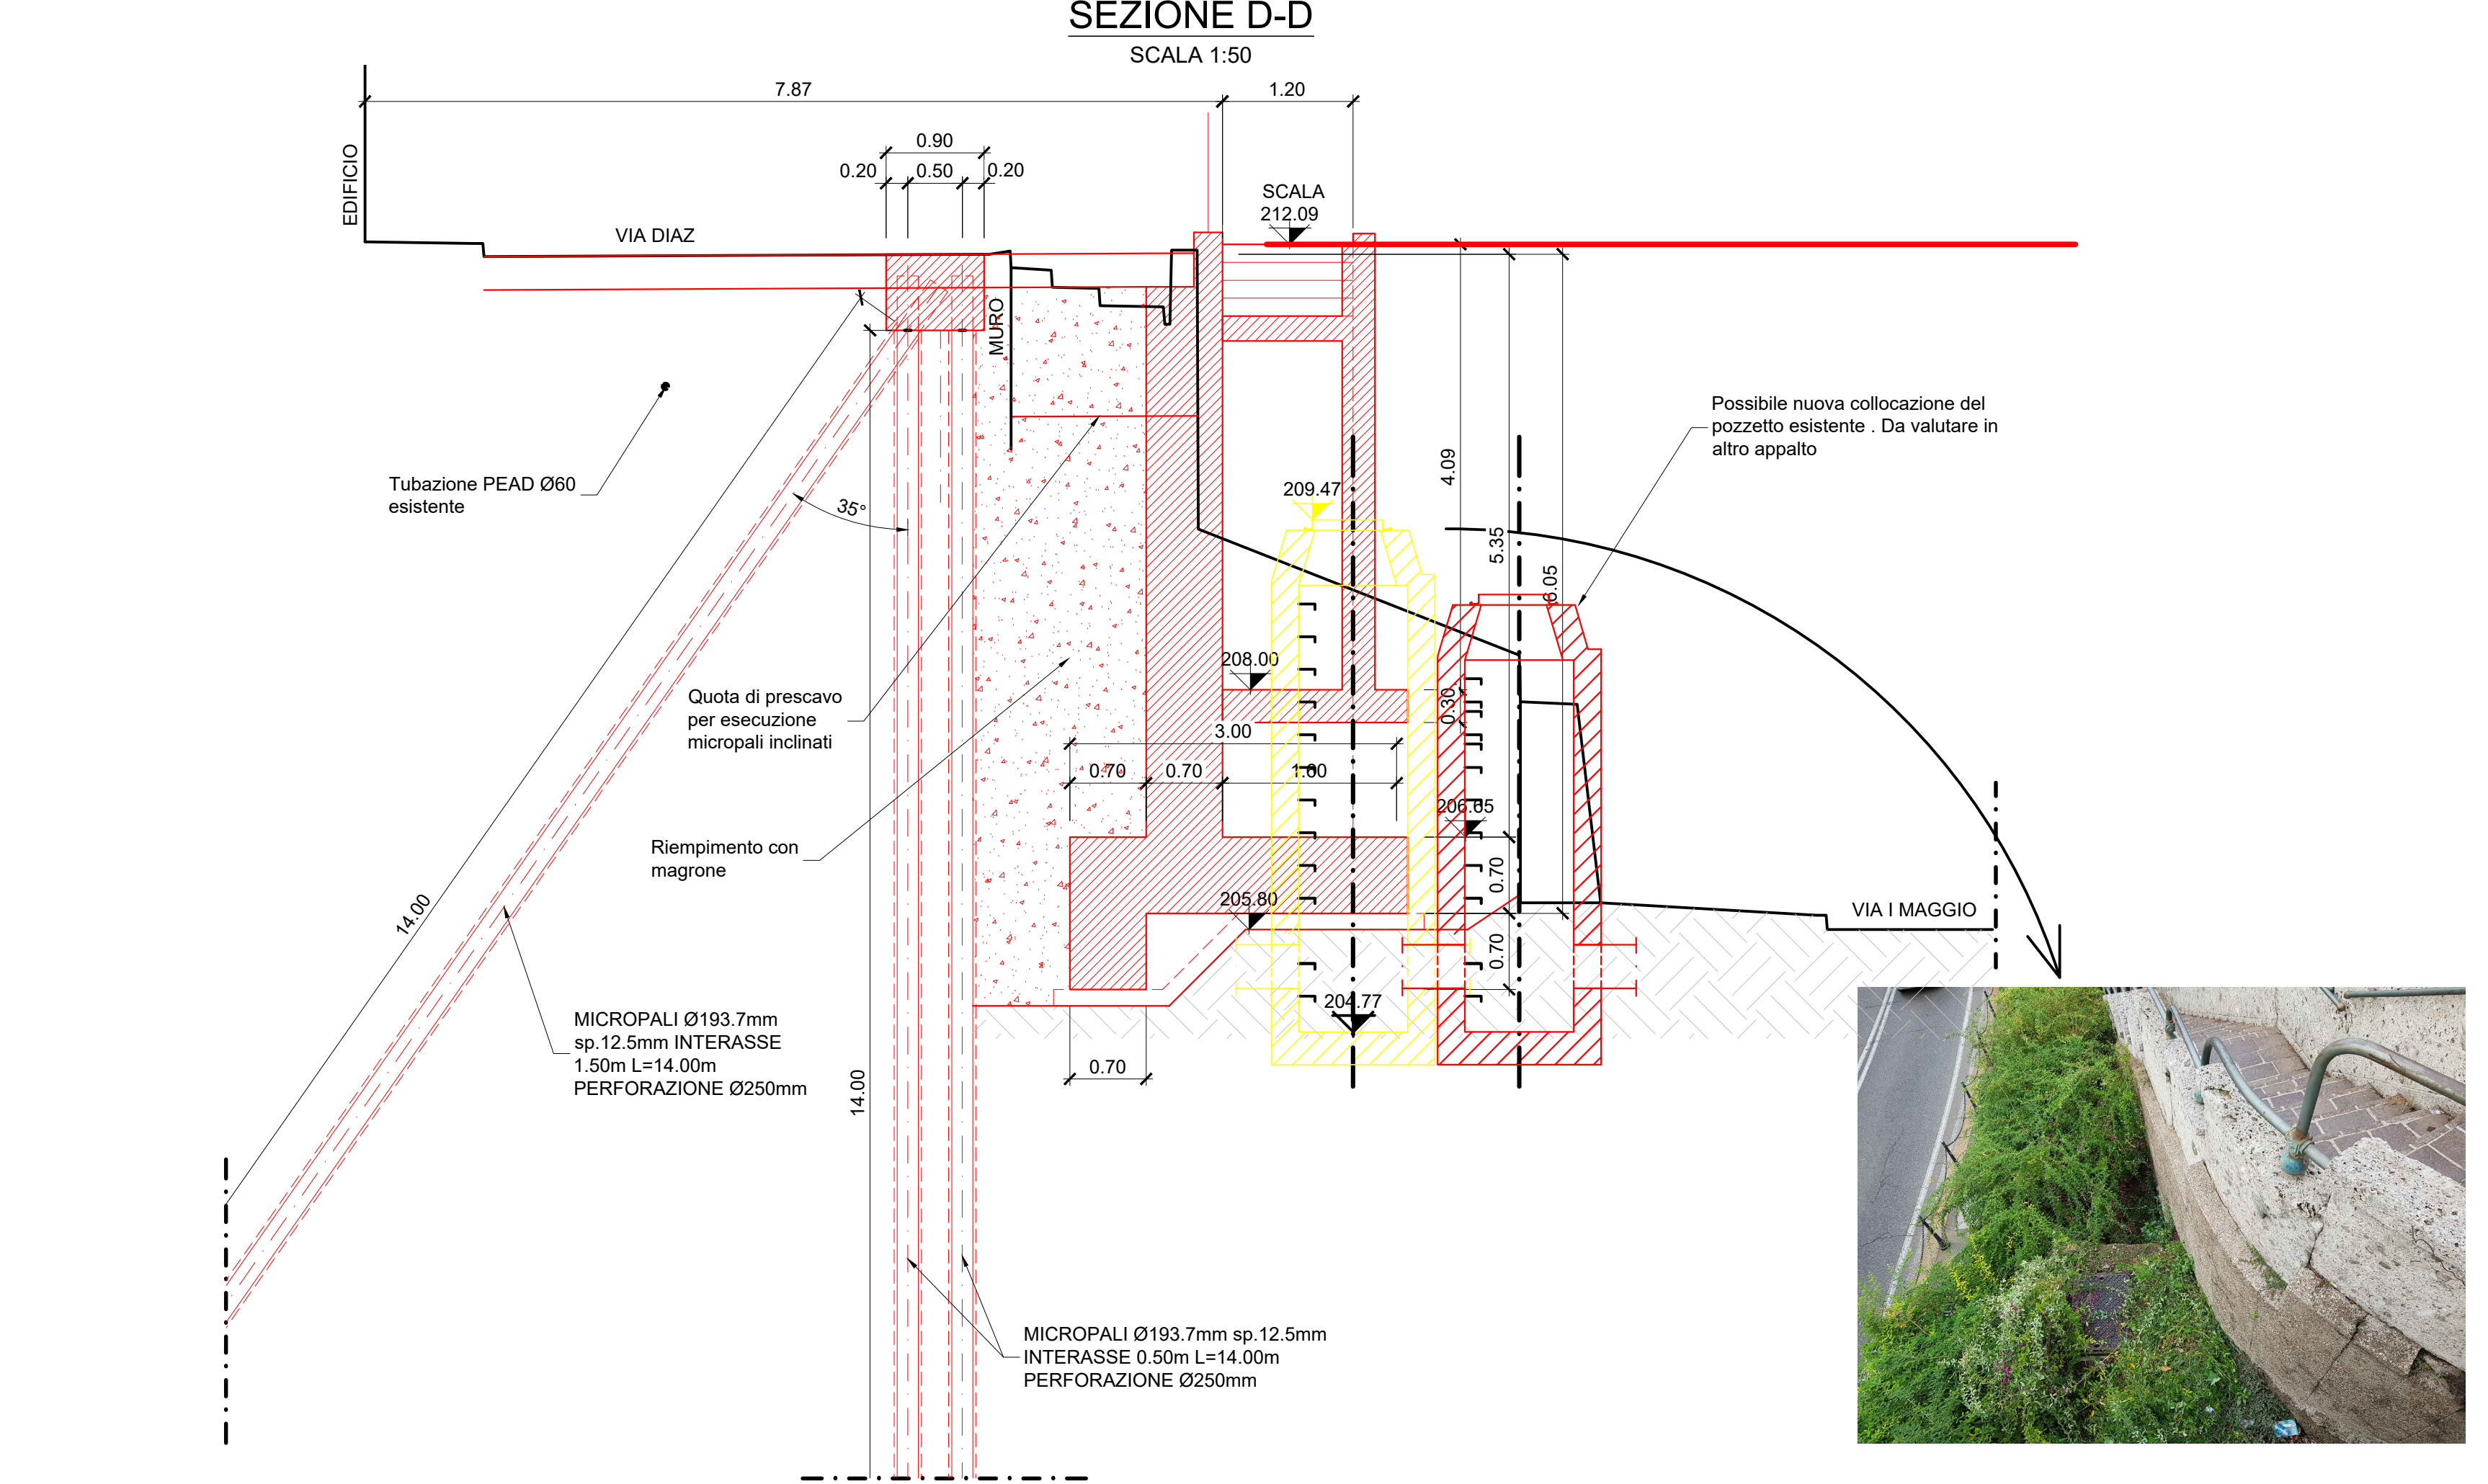 SEZIONE D-D
SCALA 1:50
7.87
1.20
0.90
0.20
0.50
0.20
EDIFICIO
VIA DIAZ
SCALA
212.09
MURO
Tubazione PEAD Ø60
esistente
35°
Possibile nuova collocazione del
pozzetto esistente . Da valutare in
altro appalto
4.09
209.47
5.35
6.05
208.00
0.30
Quota di prescavo
per esecuzione
micropali inclinati
3.00
0.70
0.70
1.60
206.65
Riempimento con
magrone
0.70
205.80
VIA I MAGGIO
14.00
0.70
204.77
MICROPALI Ø193.7mm
sp.12.5mm INTERASSE
1.50m L=14.00m
PERFORAZIONE Ø250mm
0.70
14.00
MICROPALI Ø193.7mm sp.12.5mm
INTERASSE 0.50m L=14.00m
PERFORAZIONE Ø250mm